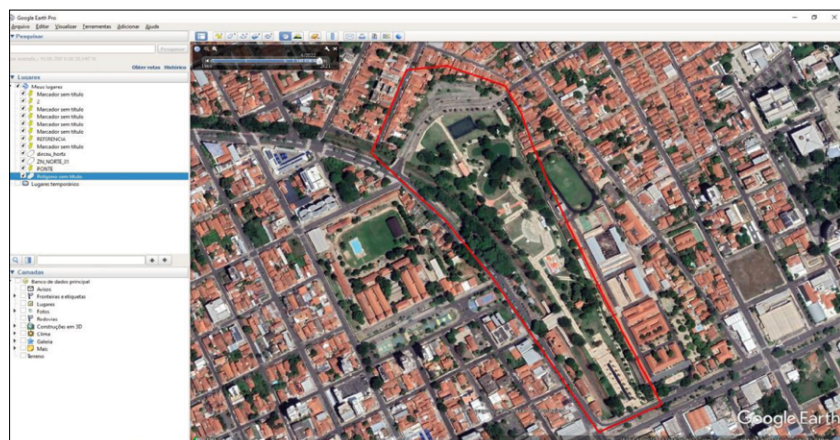 Google Earth Pro
Arquivo Editar Visualizar Ferramentas Adicionar Ajuda
Pesquisar
Pesquisar
Obter rotas Histórico
Lugares
Meus lugares
Marcador sem título
2
Marcador sem título
Marcador sem título
Marcador sem título
REFERENCIA
Marcador sem título
dirceu_horta
ZN_NORTE_31
PONTE
Polígono sem título
Lugares temporários
Camadas
Banco de dados principal
Avisos
Fronteiras e etiquetas
Lugares
Fotos
Rodovias
Construções em 3D
Clima
Galeria
Mais
Terreno
Google Earth